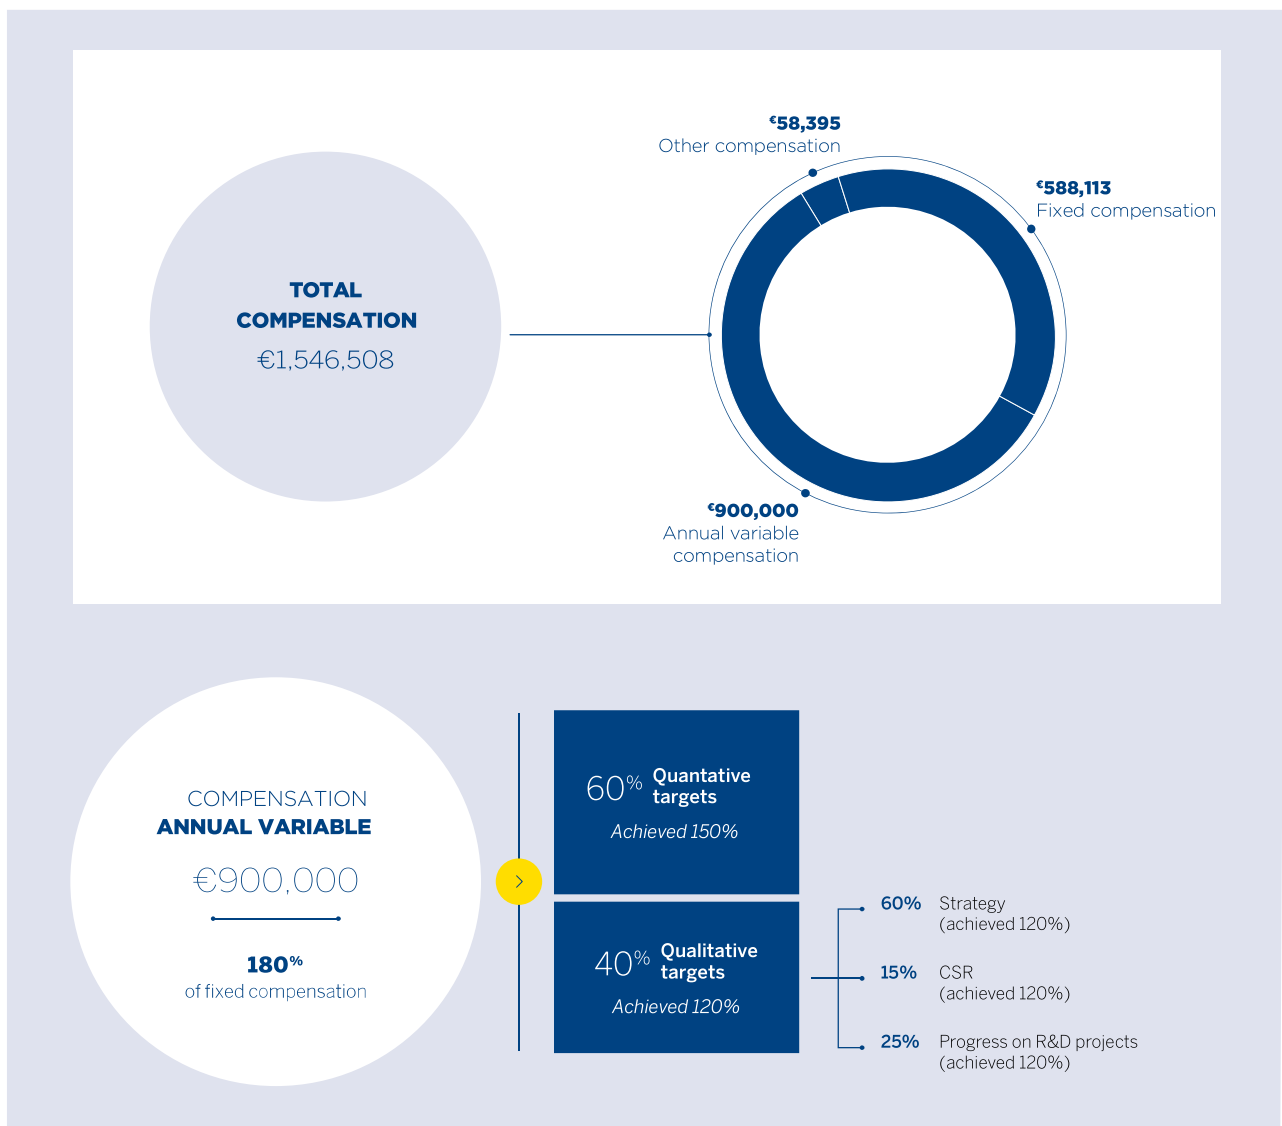 €58,395
Other compensation
€588,113
Fixed compensation
TOTAL
COMPENSATION
€1,546,508
€900,000
Annual variable
compensation
COMPENSATION
ANNUAL VARIABLE
€900,000
180%
of fixed compensation
60% Quantative
targets
Achieved 150%
40% Qualitative
targets
Achieved 120%
60% Strategy
(achieved 120%)
15% CSR
(achieved 120%)
25% Progress on R&D projects
(achieved 120%)